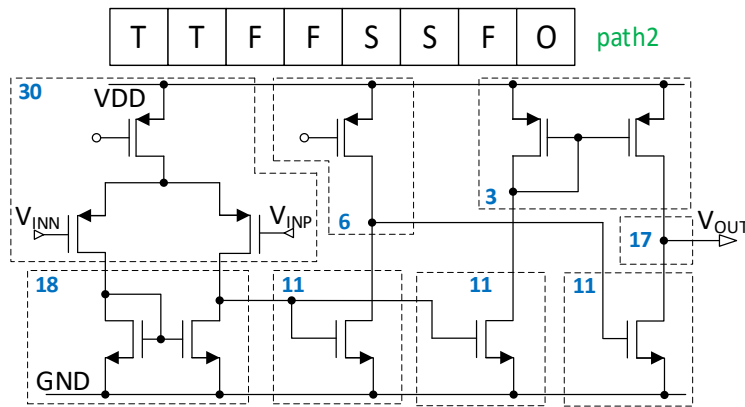 T T F F S S F O path2
30
VDD
V_INN
V_INP
6
3
V_OUT
17
18
11
11
11
GND